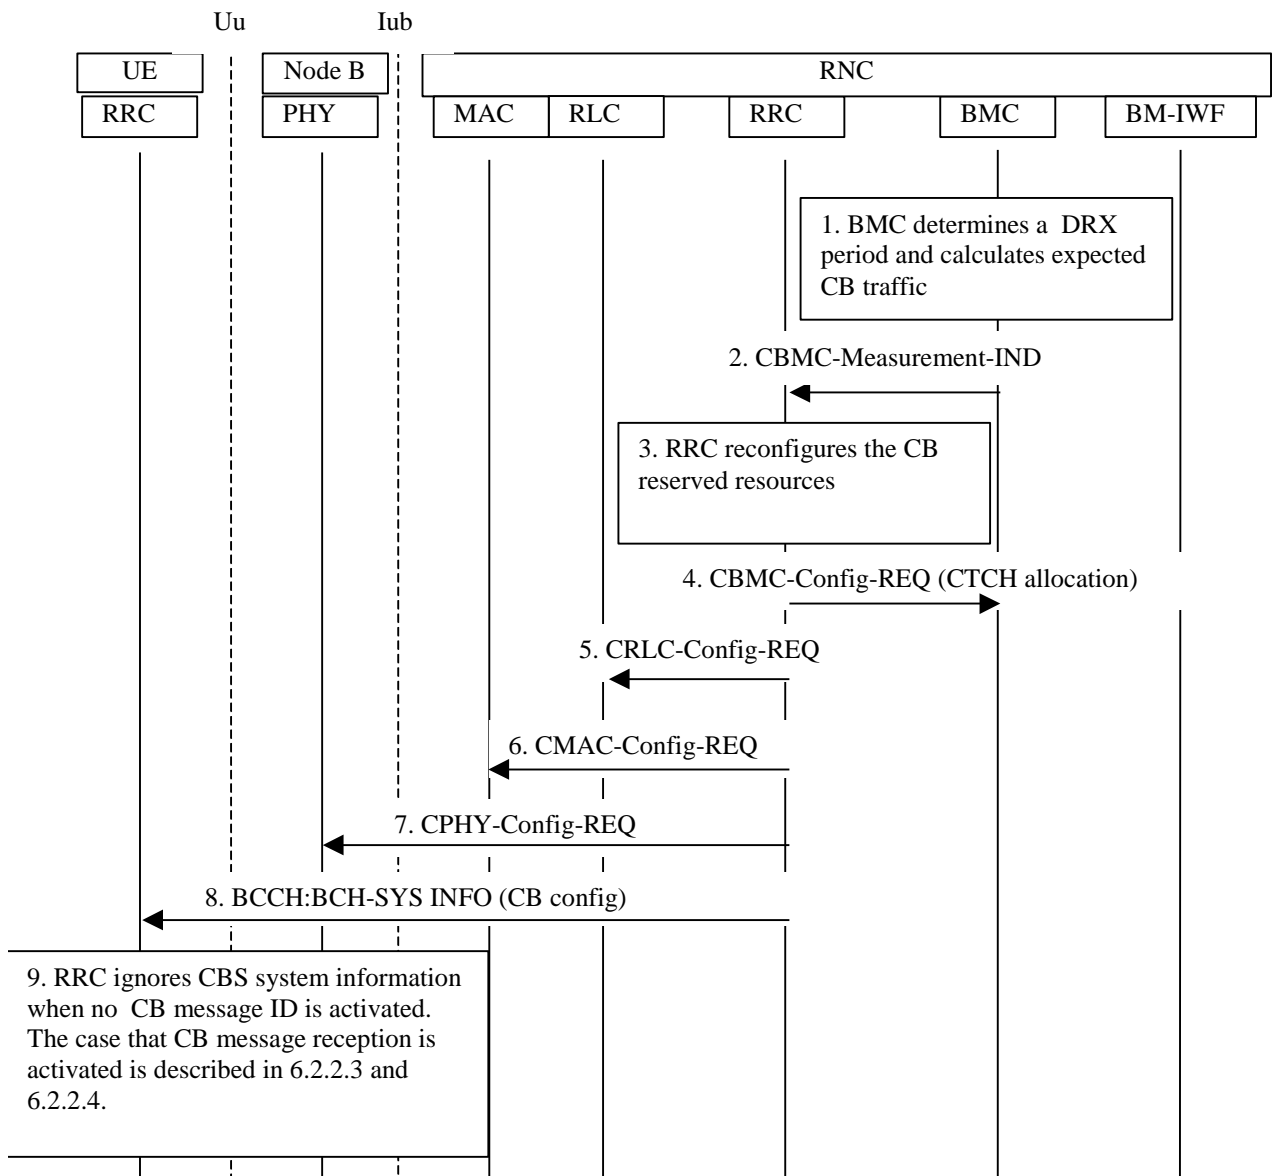 Uu Iub
UE Node B RNC
RRC PHY MAC RLC RRC BMC BM-IWF
1. BMC determines a DRX
period and calculates expected
CB traffic
2. CBMC-Measurement-IND
3. RRC reconfigures the CB
reserved resources
4. CBMC-Config-REQ (CTCH allocation)
5. CRLC-Config-REQ
6. CMAC-Config-REQ
7. CPHY-Config-REQ
8. BCCH:BCH-SYS INFO (CB config)
9. RRC ignores CBS system information
when no CB message ID is activated.
The case that CB message reception is
activated is described in 6.2.2.3 and
6.2.2.4.